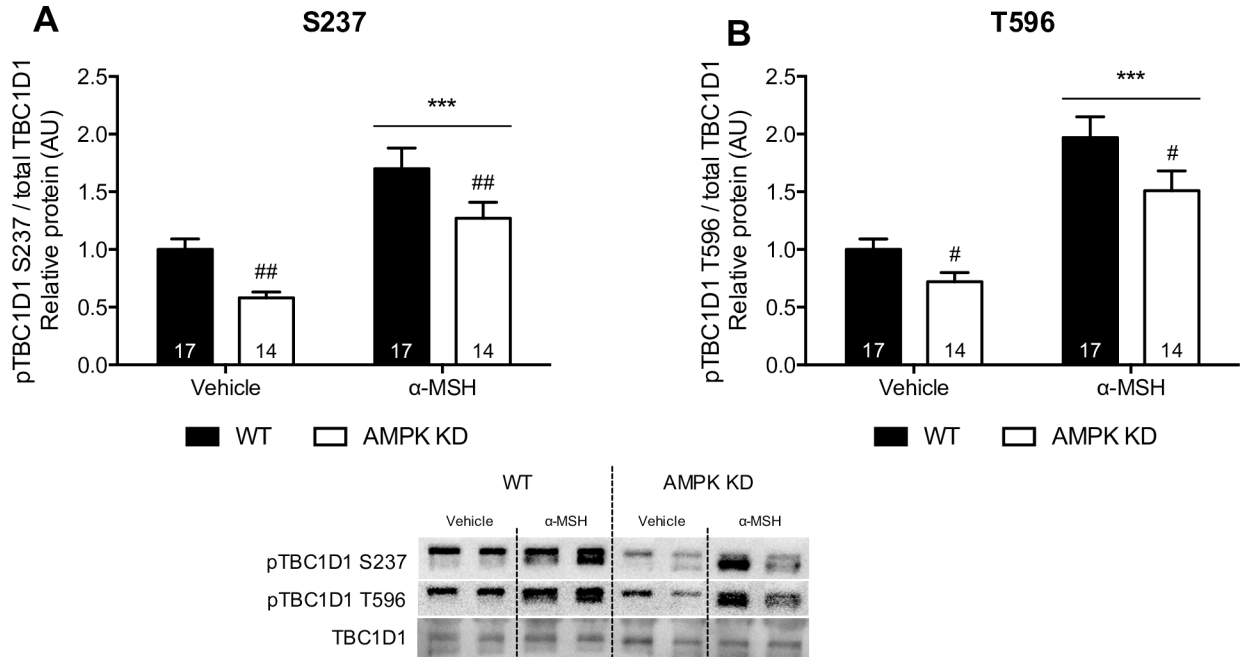 A
S237
pTBC1D1 S237 / total TBC1D1
Relative protein (AU)
2.5
2.0
1.5
1.0
0.5
0.0
***
##
##
17
14
17
14
Vehicle
α-MSH
WT
AMPK KD
B
T596
pTBC1D1 T596 / total TBC1D1
Relative protein (AU)
2.5
2.0
1.5
1.0
0.5
0.0
***
#
#
17
14
17
14
Vehicle
α-MSH
WT
AMPK KD
WT
AMPK KD
Vehicle
α-MSH
Vehicle
α-MSH
pTBC1D1 S237
pTBC1D1 T596
TBC1D1